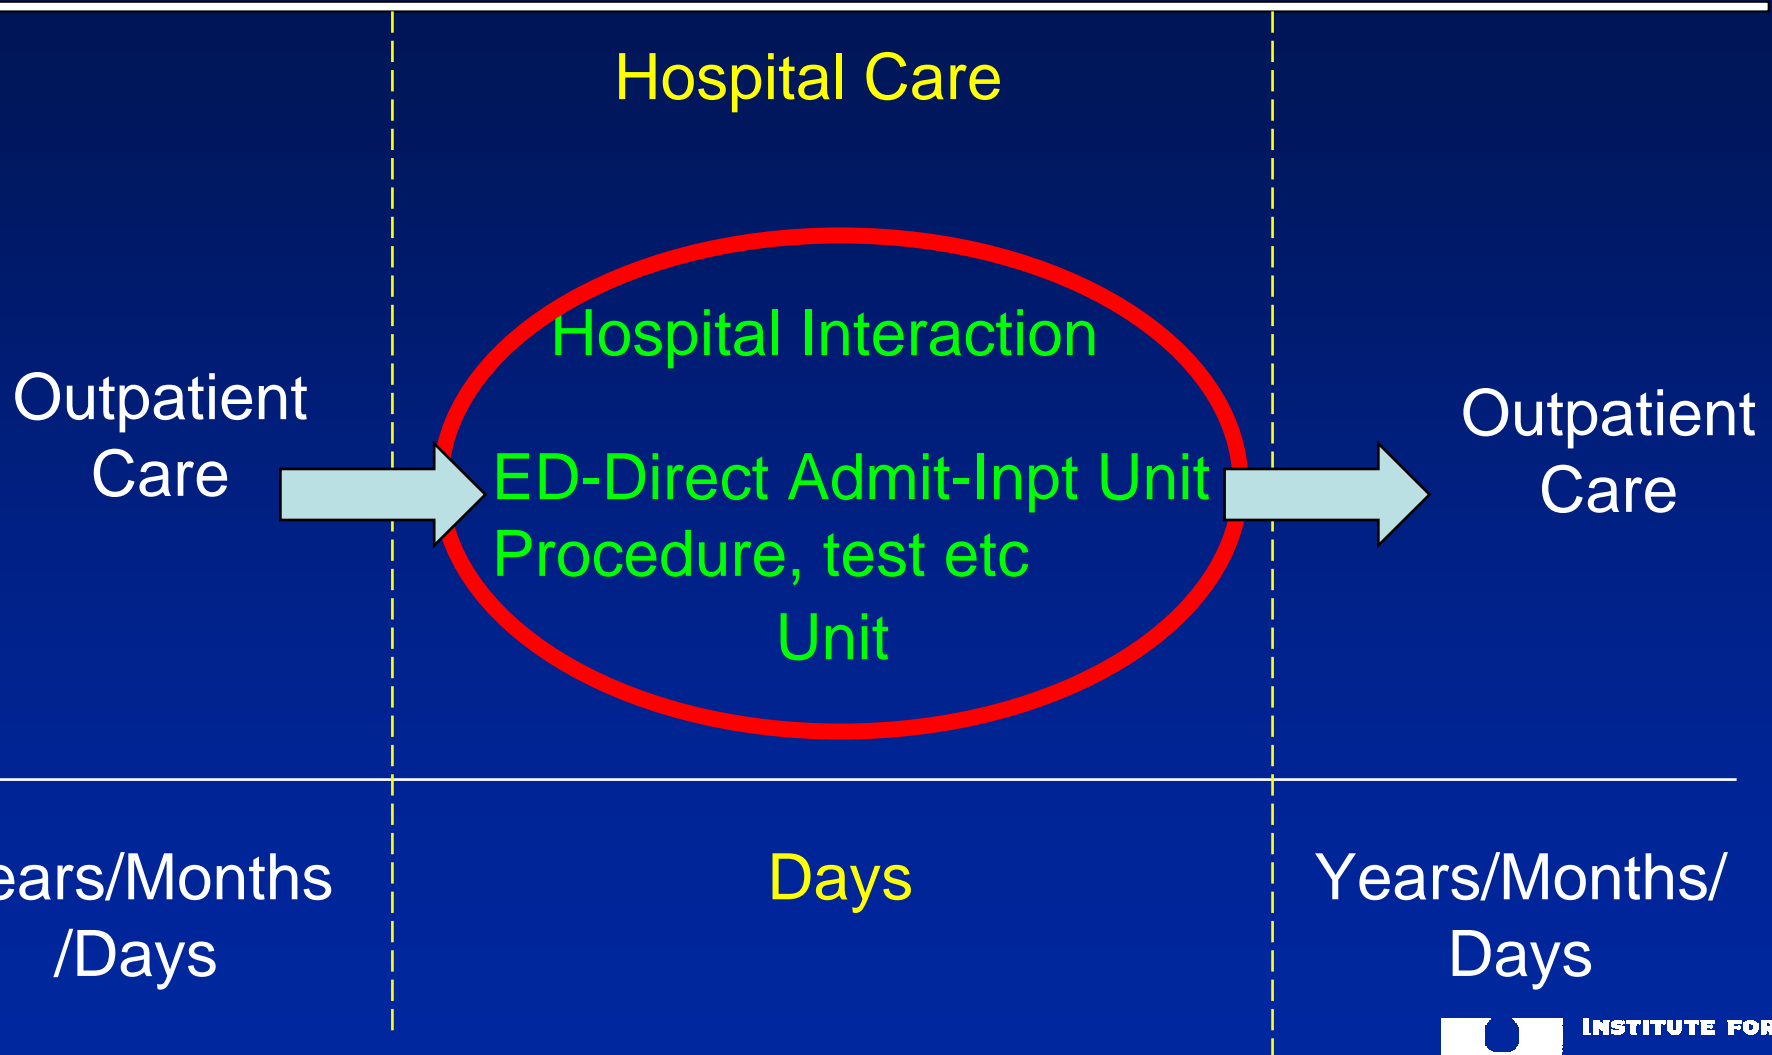 Hospital Care
Outpatient
Care
Hospital Interaction
ED-Direct Admit-Inpt Unit
Procedure, test etc
Unit
Outpatient
Care
ears/Months
/Days
Days
Years/Months/
Days
INSTITUTE FOR